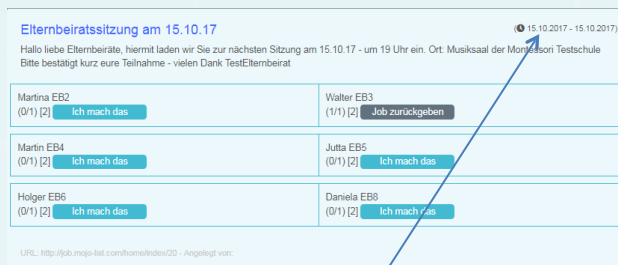 Elternbeiratssitzung am 15.10.17
(15.10.2017 - 15.10.2017)
Hallo liebe Elternbeiräte, hiermit laden wir Sie zur nächsten Sitzung am 15.10.17 - um 19 Uhr ein. Ort: Musiksaal der Montessori Testschule
Bitte bestätigt kurz eure Teilnahme - vielen Dank TestElternbeirat
Martina EB2
(0/1) [2] Ich mach das
Walter EB3
(1/1) [2] Job zurückgeben
Martin EB4
(0/1) [2] Ich mach das
Jutta EB5
(0/1) [2] Ich mach das
Holger EB6
(0/1) [2] Ich mach das
Daniela EB8
(0/1) [2] Ich mach das
URL: http://job.mojo-list.com/home/index/20 - Angelegt von: